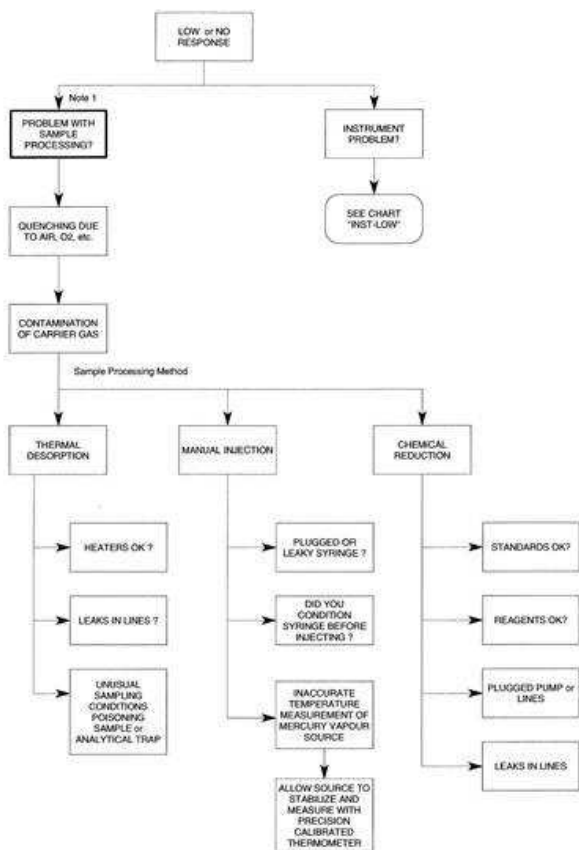 LOW or NO
RESPONSE
Note 1
PROBLEM WITH
SAMPLE
PROCESSING?
INSTRUMENT
PROBLEM?
QUENCHING DUE
TO AIR, O2, etc.
SEE CHART
"INST-LOW"
CONTAMINATION
OF CARRIER GAS
Sample Processing Method
THERMAL
DESORPTION
MANUAL INJECTION
CHEMICAL
REDUCTION
HEATERS OK ?
PLUGGED OR
LEAKY SYRINGE ?
STANDARDS OK?
LEAKS IN LINES ?
DID YOU
CONDITION
SYRINGE BEFORE
INJECTING ?
REAGENTS OK?
UNUSUAL
SAMPLING
CONDITIONS
POISONING
SAMPLE or
ANALYTICAL TRAP
INACCURATE
TEMPERATURE
MEASUREMENT OF
MERCURY VAPOUR
SOURCE
PLUGGED PUMP or
LINES
ALLOW SOURCE TO
STABILIZE AND
MEASURE WITH
PRECISION
CALIBRATED
THERMOMETER
LEAKS IN LINES